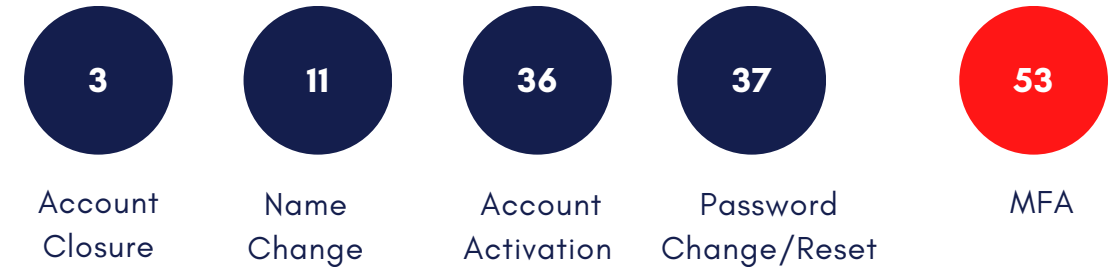 3 11 36 37 53
Account Name Account Password MFA
Closure Change Activation Change/Reset